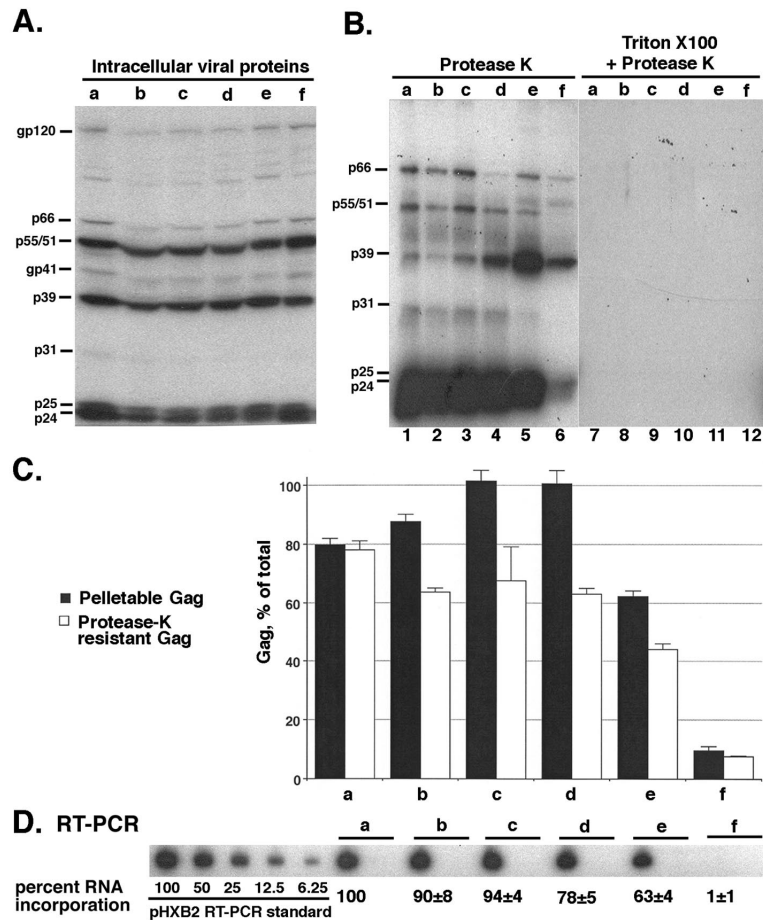 A.
Intracellular viral proteins
a b c d e f
gp120
p66
p55/51
gp41
p39
p31
p25
p24
B.
Protease K
Triton X100
+ Protease K
a b c d e f a b c d e f
p66
p55/51
p39
p31
p25
p24
1 2 3 4 5 6 7 8 9 10 11 12
C.
Pelletable Gag
Protease-K
resistant Gag
Gag, % of total
100
80
60
40
20
0
a b c d e f
D. RT-PCR
a b c d e f
percent RNA
incorporation
100 50 25 12.5 6.25
pHXB2 RT-PCR standard
100 90±8 94±4 78±5 63±4 1±1